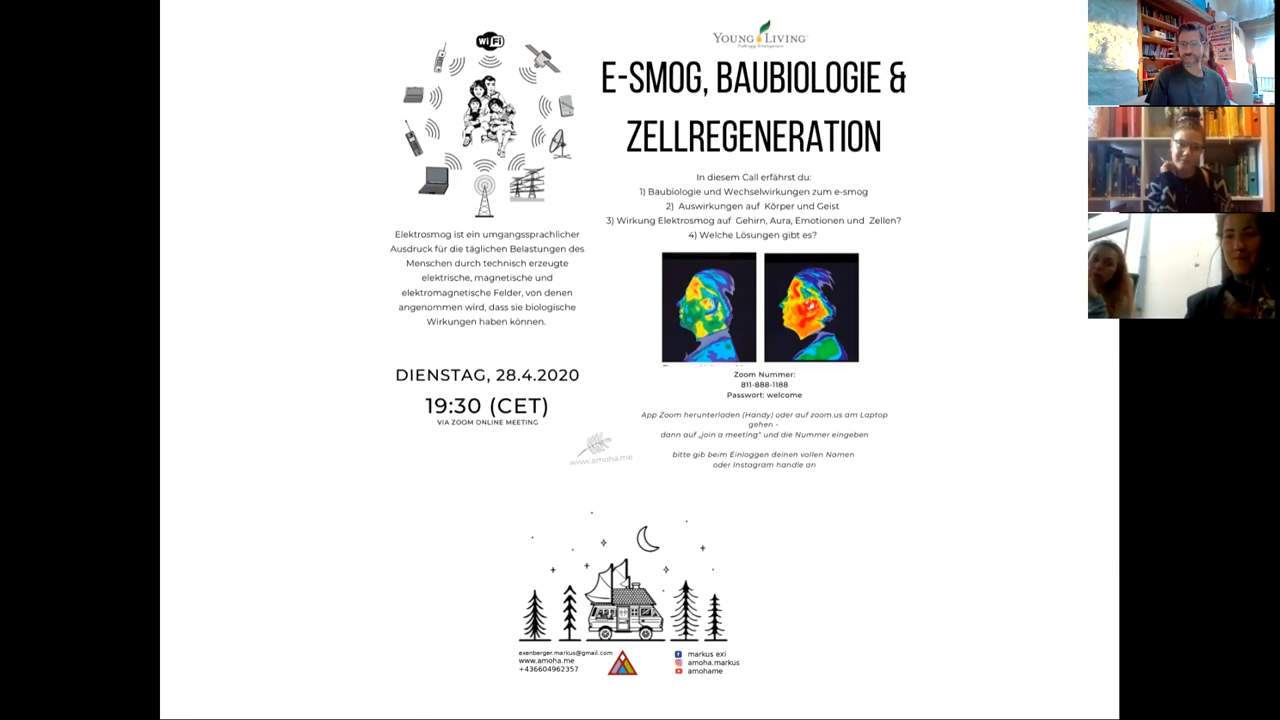 WiFi
YOUNG LIVING
E-SMOG, BAUBIOLOGIE &
ZELLREGENERATION
In diesem Call erfährst du:
1) Baubiologie und Wechselwirkungen zum e-smog
2) Auswirkungen auf Körper und Geist
3) Wirkung Elektrosmog auf Gehirn, Aura, Emotionen und Zellen?
4) Welche Lösungen gibt es?
Elektrosmog ist ein umgangssprachlicher
Ausdruck für die täglichen Belastungen des
Menschen durch technisch erzeugte
elektrische, magnetische und
elektromagnetische Felder, von denen
angenommen wird, dass sie biologische
Wirkungen haben können.
DIENSTAG, 28.4.2020
19:30 (CET)
VIA ZOOM ONLINE MEETING
Zoom Nummer:
811-888-1188
Passwort: welcome
App Zoom herunterladen (Handy) oder auf zoom.us am Laptop
gehen -
dann auf „join a meeting" und die Nummer eingeben
bitte gib beim Einloggen deinen vollen Namen
oder Instagram handle an
www.amoha.me
exenberger.markus@gmail.com
www.amoha.me
+436604962357
markus exi
amoha.markus
amohame